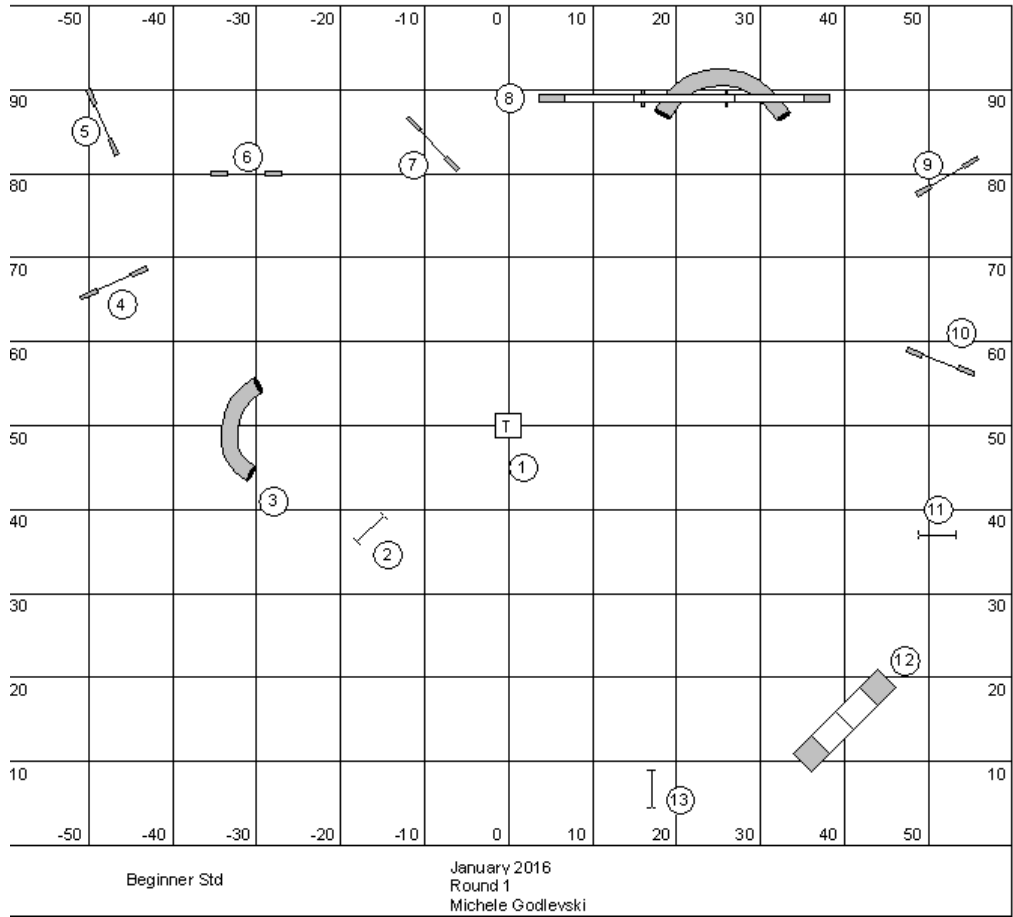 -50 -40 -30 -20 -10 0 10 20 30 40 50
90 8 90
5
6
7 9
80 80
70 70
4
10
60 60
50 T 50
1
3
40 11 40
2
30 30
12
20 20
10 10
13
-50 -40 -30 -20 -10 0 10 20 30 40 50
Beginner Std
January 2016
Round 1
Michele Godlevski